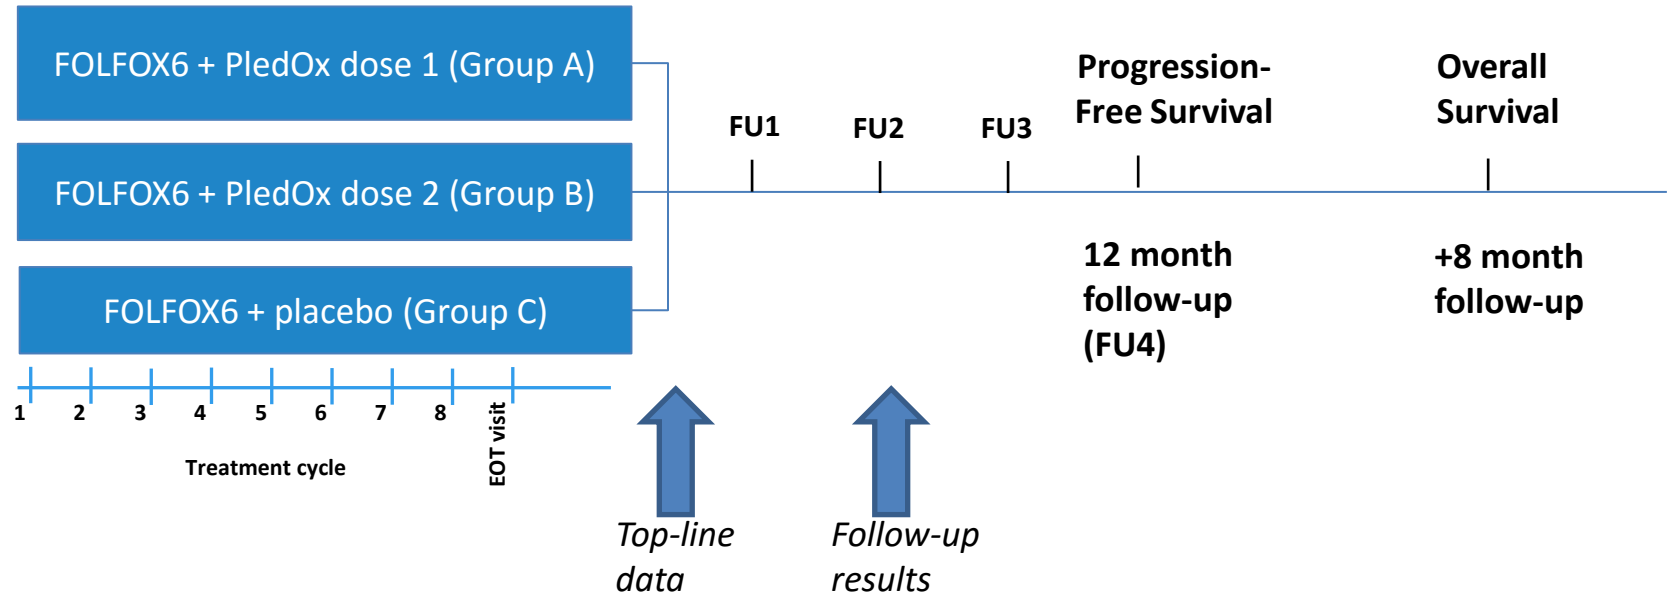 FOLFOX6 + PledOx dose 1 (Group A)
FOLFOX6 + PledOx dose 2 (Group B)
FOLFOX6 + placebo (Group C)
1 2 3 4 5 6 7 8 EOT visit
Treatment cycle
FU1 FU2 FU3
Progression-
Free Survival
Overall
Survival
12 month
follow-up
(FU4)
+8 month
follow-up
Top-line
data
Follow-up
results